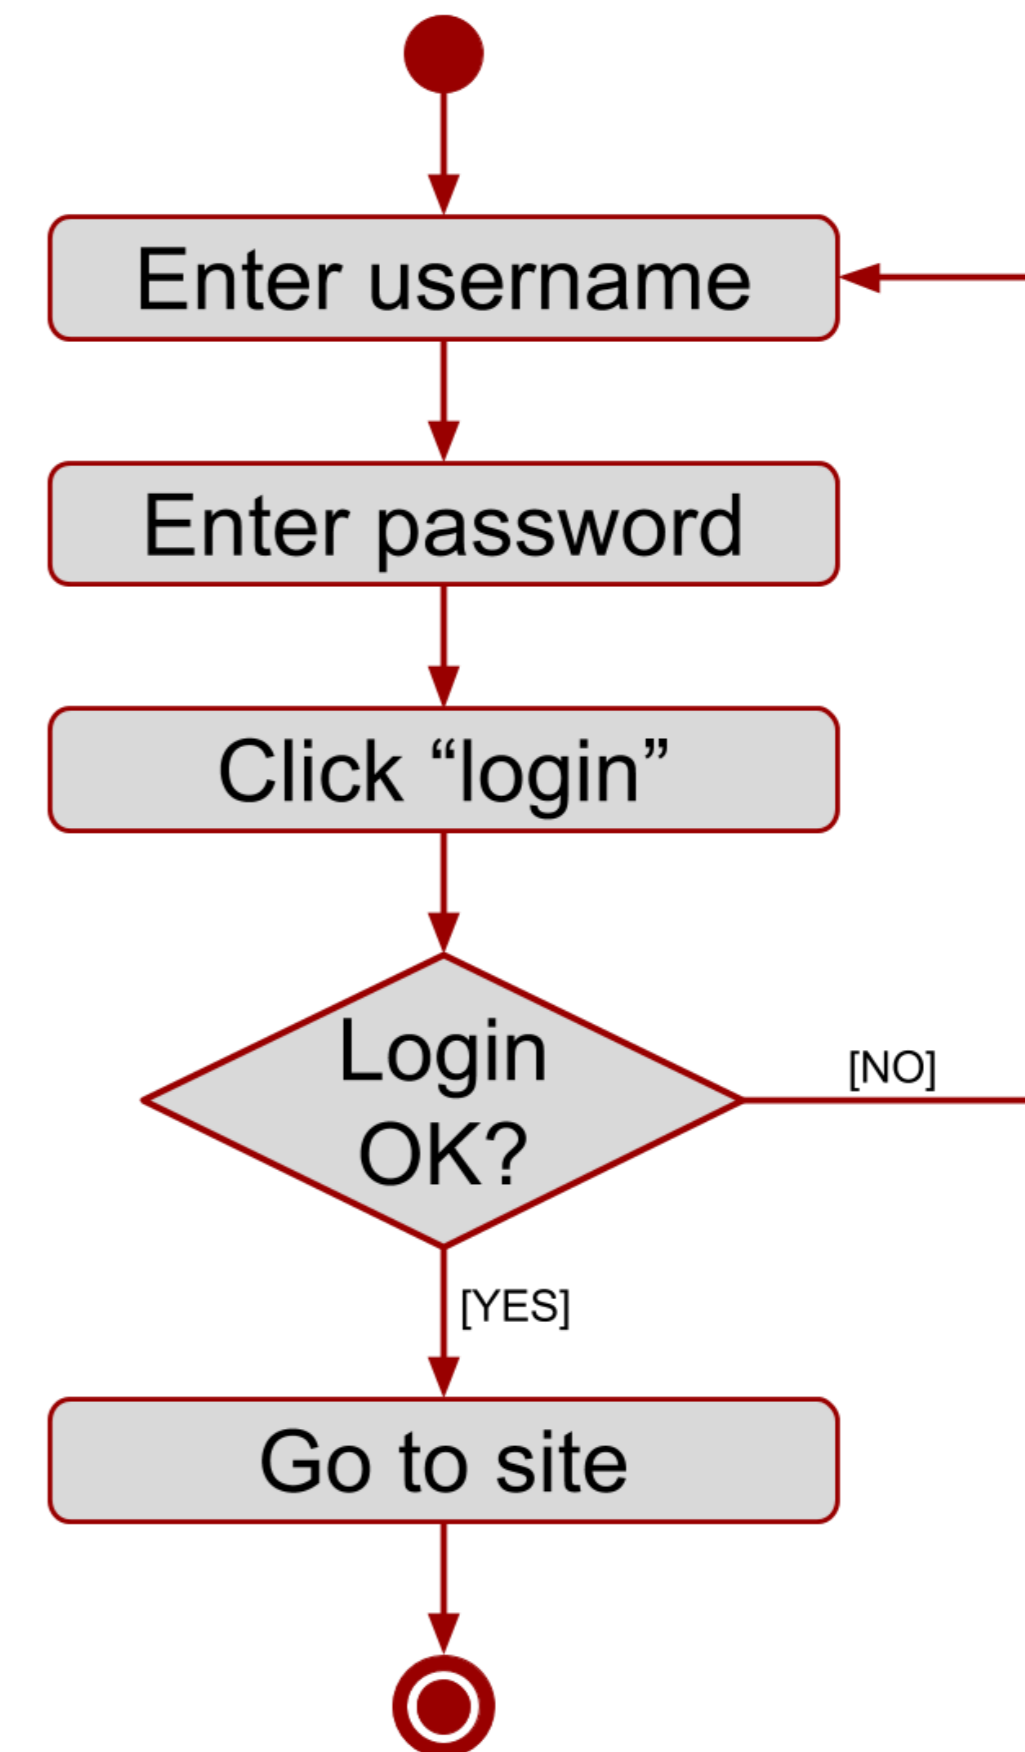 Enter username
Enter password
Click “login”
Login
OK?
[NO]
[YES]
Go to site